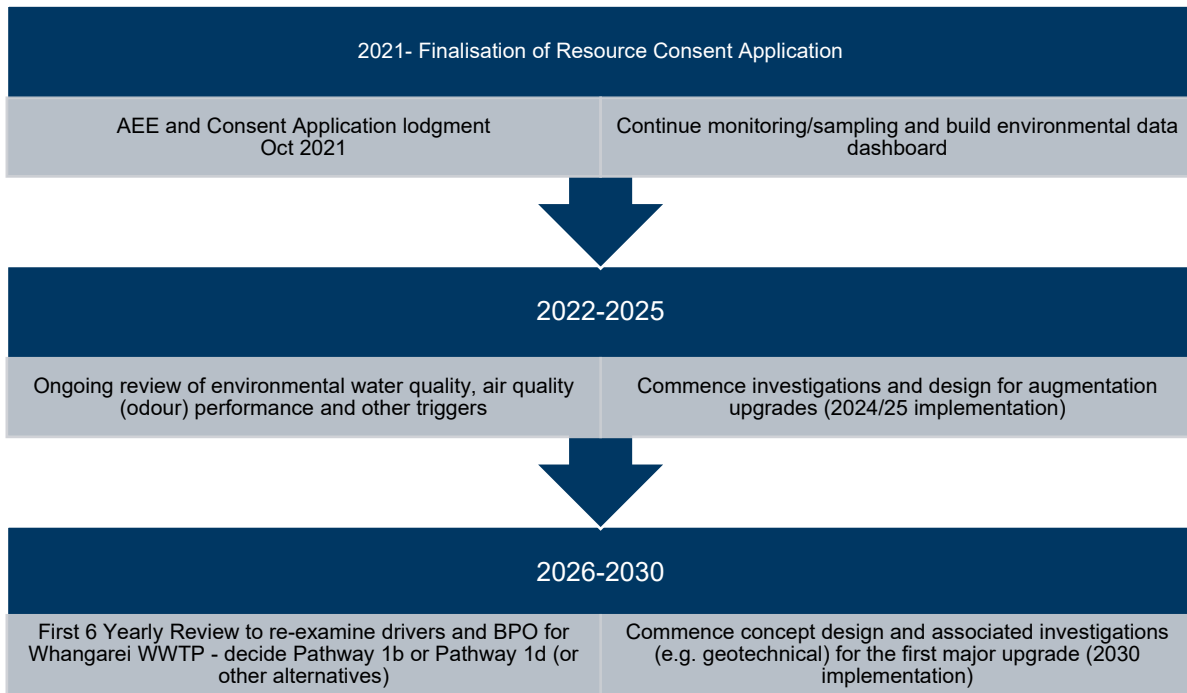 2021- Finalisation of Resource Consent Application
AEE and Consent Application lodgment
Oct 2021
Continue monitoring/sampling and build environmental data
dashboard
2022-2025
Ongoing review of environmental water quality, air quality
(odour) performance and other triggers
Commence investigations and design for augmentation
upgrades (2024/25 implementation)
2026-2030
First 6 Yearly Review to re-examine drivers and BPO for
Whangarei WWTP - decide Pathway 1b or Pathway 1d (or
other alternatives)
Commence concept design and associated investigations
(e.g. geotechnical) for the first major upgrade (2030
implementation)